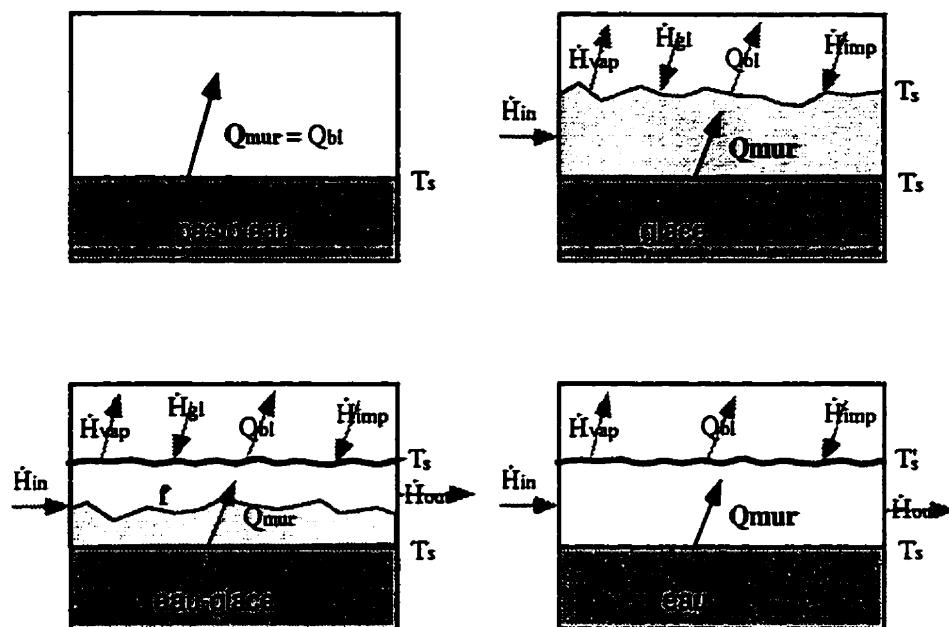 Qmur = Qbl
Ts
pas d'eau
Ḣvap Ḣgl Qbl Ḣimp
Ts
Ḣin
Qmur
Ts
glace
Ḣvap Ḣgl Qbl Ḣimp
Ts
Ḣin
f
Ḣout
Qmur
Ts
eau-glace
Ḣvap Qbl Ḣimp
Ts
Ḣin
Ḣout
Qmur
Ts
eau